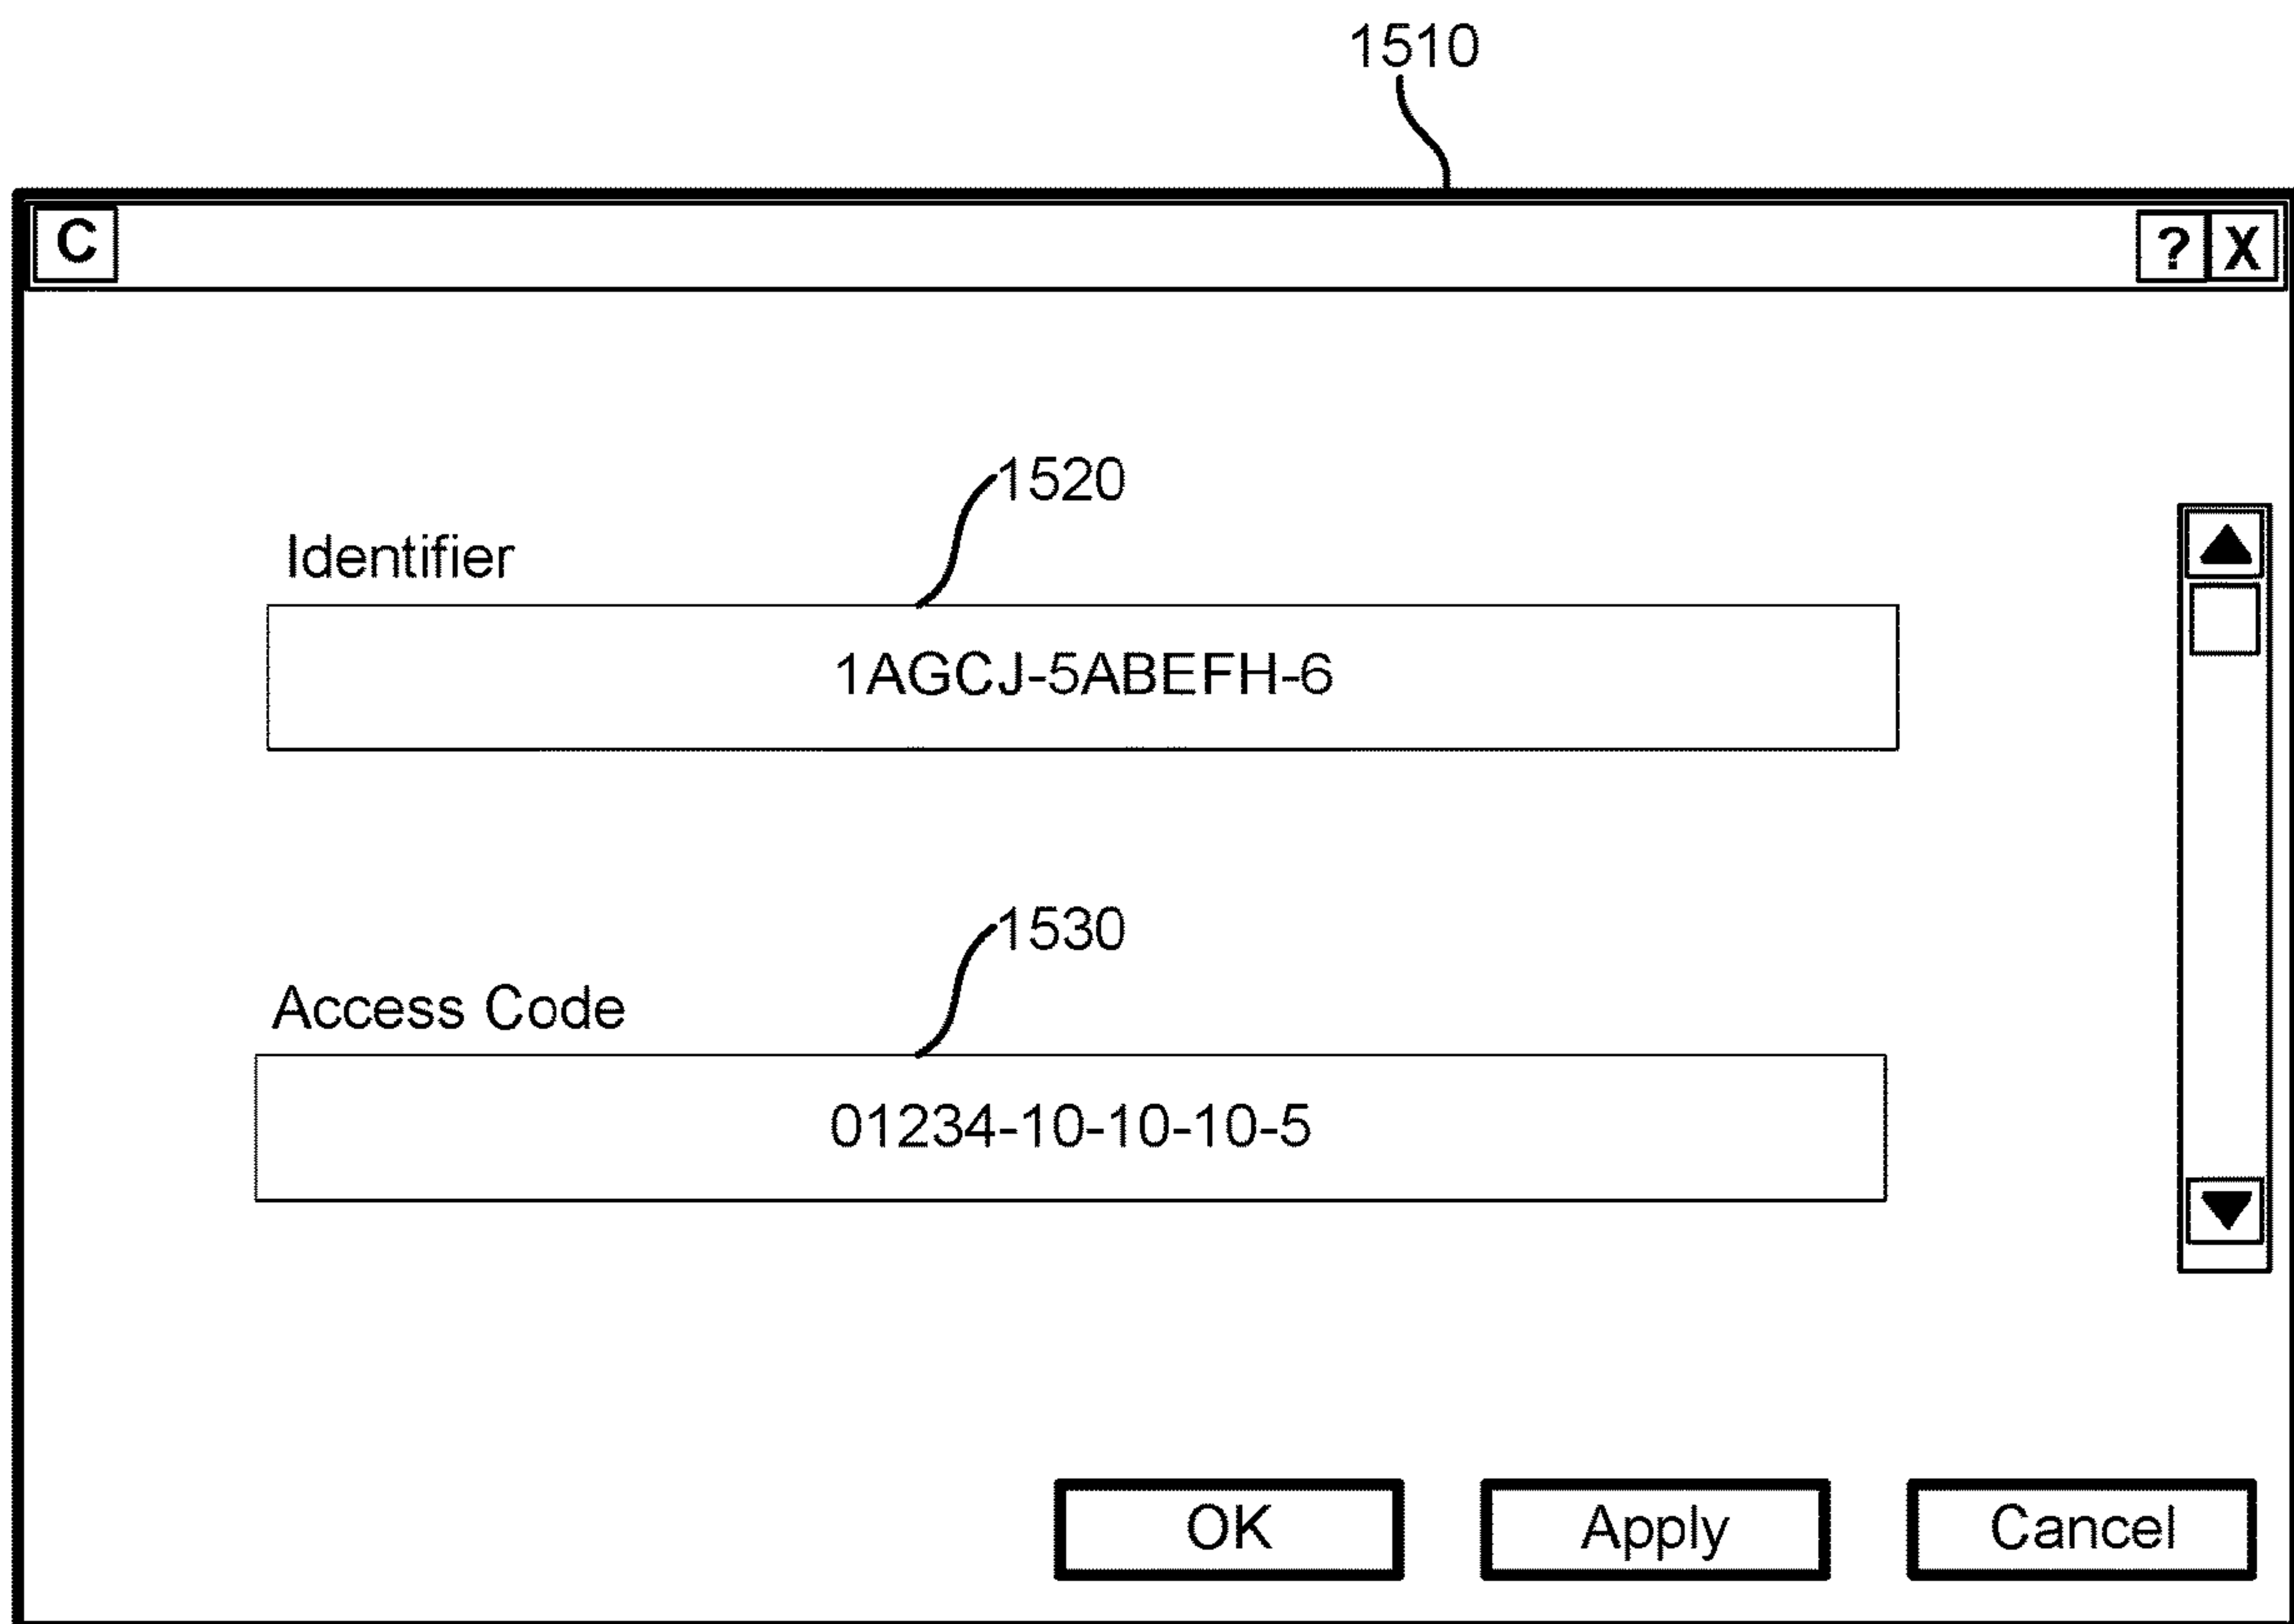 1510
C ? X
1520
Identifier
1AGCJ-5ABEFH-6
1530
Access Code
01234-10-10-10-5
OK Apply Cancel